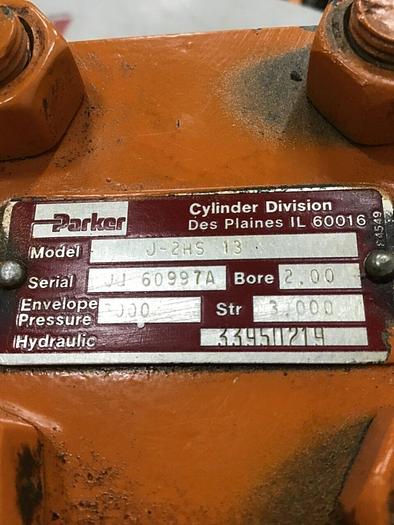 Parker
Cylinder Division
Des Plaines IL 60016
Model J-2HS 13
Serial JJ 60997A Bore 2.00
Envelope Pressure Str 3.000
Hydraulic 33950219